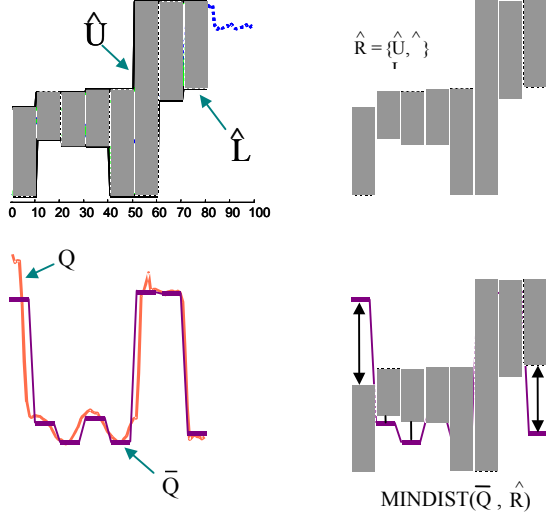 Û
R̂ = {Û, ^}
L
L̂
0 10 20 30 40 50 60 70 80 90 100
Q
Q̄
MINDIST(Q̄ , R̂)